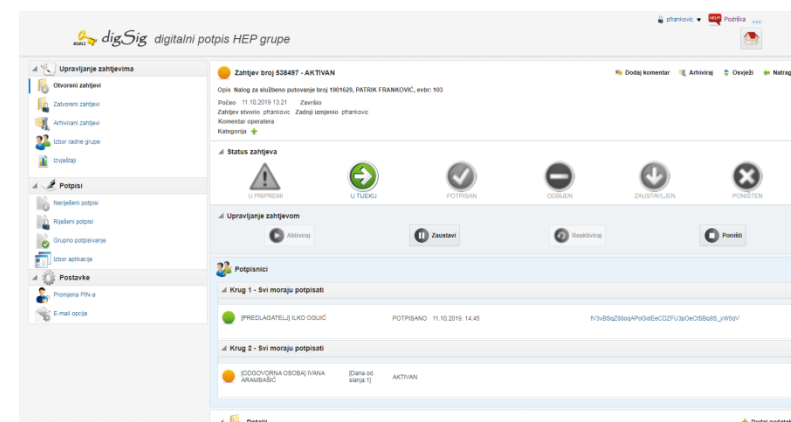 pfrankovic
Podrška
digSig digitalni potpis HEP grupe
Upravljanje zahtjevima
Otvoreni zahtjevi
Zatvoreni zahtjevi
Arhivirani zahtjevi
Izbor radne grupe
Izvještaji
Potpisi
Neriješeni potpisi
Riješeni potpisi
Grupno potpisivanje
Izbor aplikacije
Postavke
Promjena PIN-a
E-mail opcije
Zahtjev broj 538497 - AKTIVAN
Dodaj komentar Arhiviraj Osvježi Natrag
Opis Nalog za službeno putovanje broj 1901629, PATRIK FRANKOVIĆ, evbr: 103
Počeo 11.10.2019 13:21 Završio
Zahtjev stvorio pfrankovic Zadnji izmjenio pfrankovic
Komentar operatera
Kategorija
Status zahtjeva
U PRIPREMI U TIJEKU POTPISAN ODBIJEN ZAUSTAVLJEN PONIŠTEN
Upravljanje zahtjevom
Aktiviraj Zaustavi Reaktiviraj Poništi
Potpisnici
Krug 1 - Svi moraju potpisati
[PREDLAGATELJ] ILKO OGUIĆ POTPISANO 11.10.2019. 14:45
Krug 2 - Svi moraju potpisati
[ODGOVORNA OSOBA] IVANA [Dana od
ARAMBAŠIĆ slanja:1] AKTIVAN